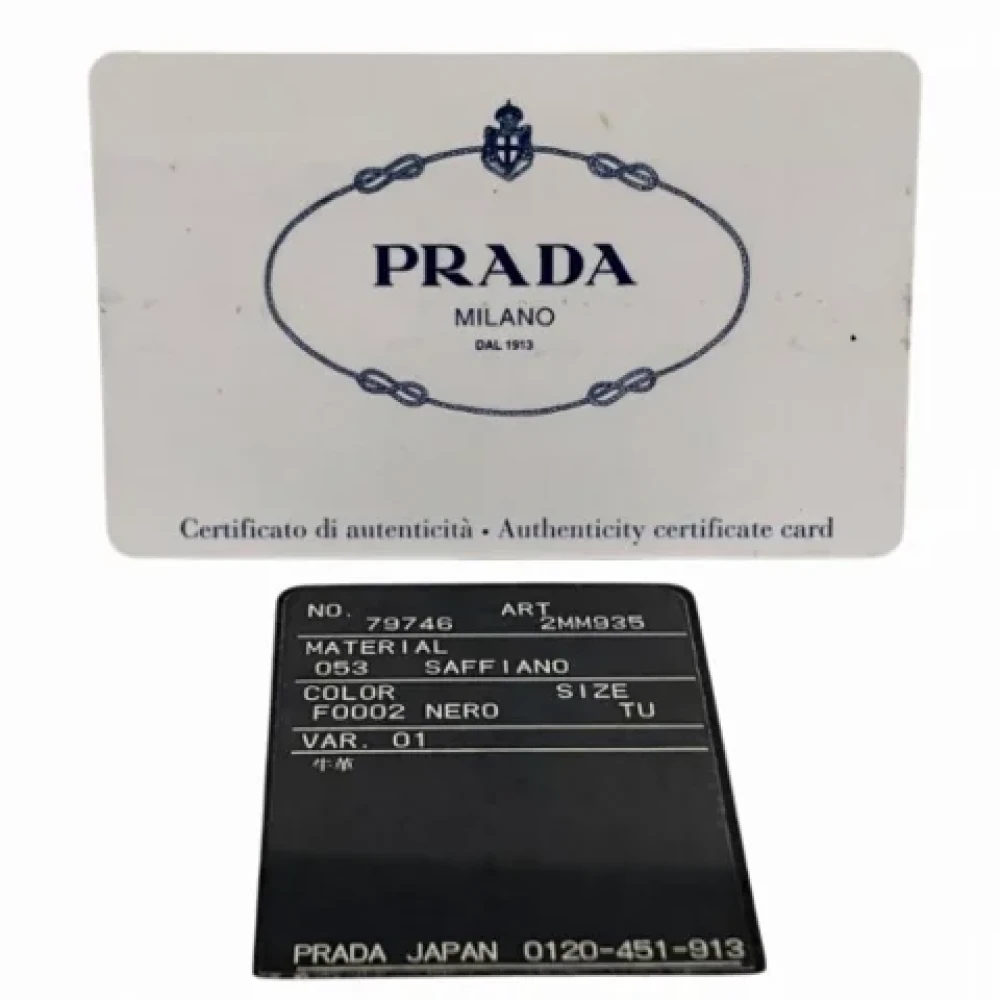 PRADA
MILANO
DAL 1913
Certificato di autenticità • Authenticity certificate card
NO. 79746 ART 2MM935
MATERIAL
053 SAFFIANO
COLOR SIZE
F0002 NERO TU
VAR. 01
牛革
PRADA JAPAN 0120-451-913